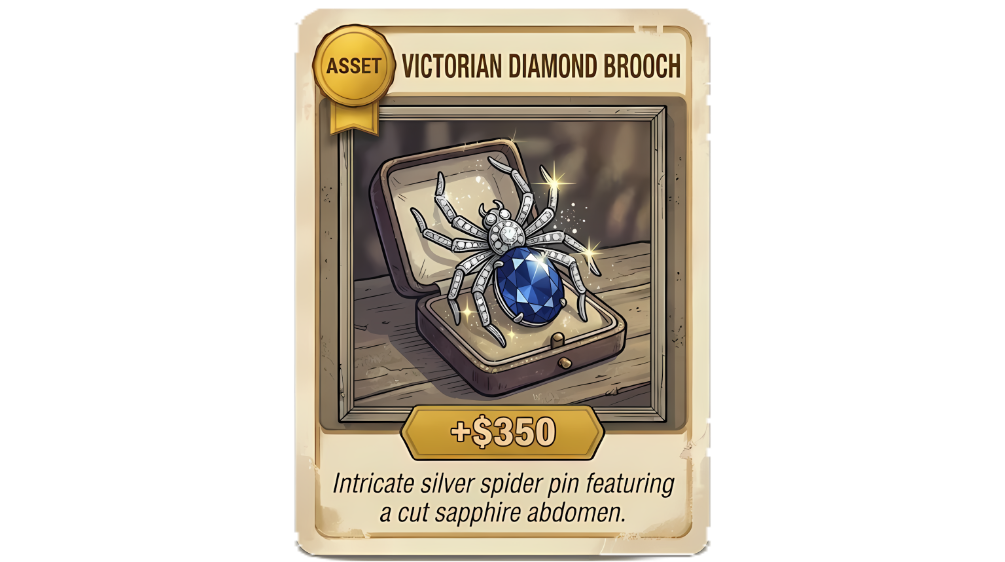 ASSET
VICTORIAN DIAMOND BROOCH
+$350
Intricate silver spider pin featuring
a cut sapphire abdomen.